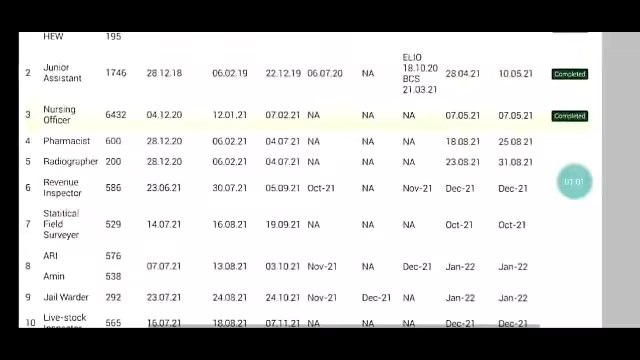 HEW 195
2 Junior Assistant 1746 28.12.18 06.02.19 22.12.19 06.07.20 NA ELIO 18.10.20 BCS 21.03.21 28.04.21 10.05.21 Completed
3 Nursing Officer 6432 04.12.20 12.01.21 07.02.21 NA NA NA 07.05.21 07.05.21 Completed
4 Pharmacist 600 28.12.20 06.02.21 04.07.21 NA NA NA 18.08.21 25.08.21
5 Radiographer 200 28.12.20 06.02.21 04.07.21 NA NA NA 23.08.21 31.08.21
6 Revenue Inspector 586 23.06.21 30.07.21 05.09.21 Oct-21 NA Nov-21 Dec-21 Dec-21
01:01
7 Statitical Field Surveyer 529 14.07.21 16.08.21 19.09.21 NA NA NA Oct-21 Oct-21
8 ARI 576 Amin 538 07.07.21 13.08.21 03.10.21 Nov-21 NA Dec-21 Jan-22 Jan-22
9 Jail Warder 292 23.07.21 24.08.21 24.10.21 Nov-21 Dec-21 NA Jan-22 Jan-22
10 Live-stock Inspector 565 16.07.21 18.08.21 07.11.21 NA NA NA Dec-21 Dec-21